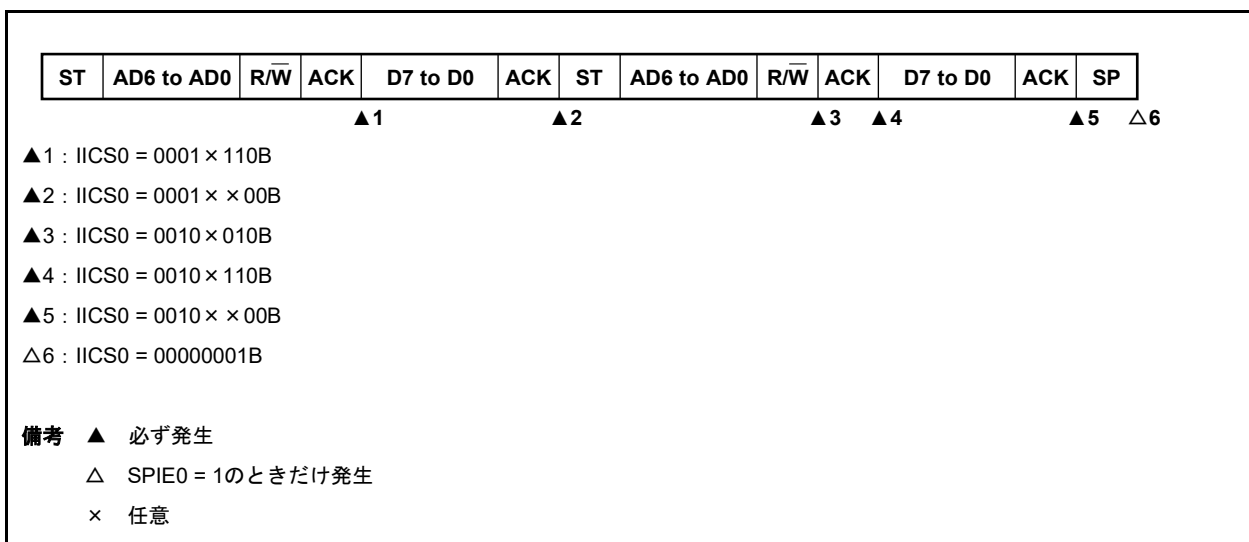 ST AD6 to AD0 R/W̅ ACK D7 to D0 ACK ST AD6 to AD0 R/W̅ ACK D7 to D0 ACK SP
▲1 ▲2 ▲3 ▲4 ▲5 △6
▲1：IICS0 = 0001×110B
▲2：IICS0 = 0001××00B
▲3：IICS0 = 0010×010B
▲4：IICS0 = 0010×110B
▲5：IICS0 = 0010××00B
△6：IICS0 = 00000001B
備考 ▲ 必ず発生
△ SPIE0 = 1のときだけ発生
× 任意